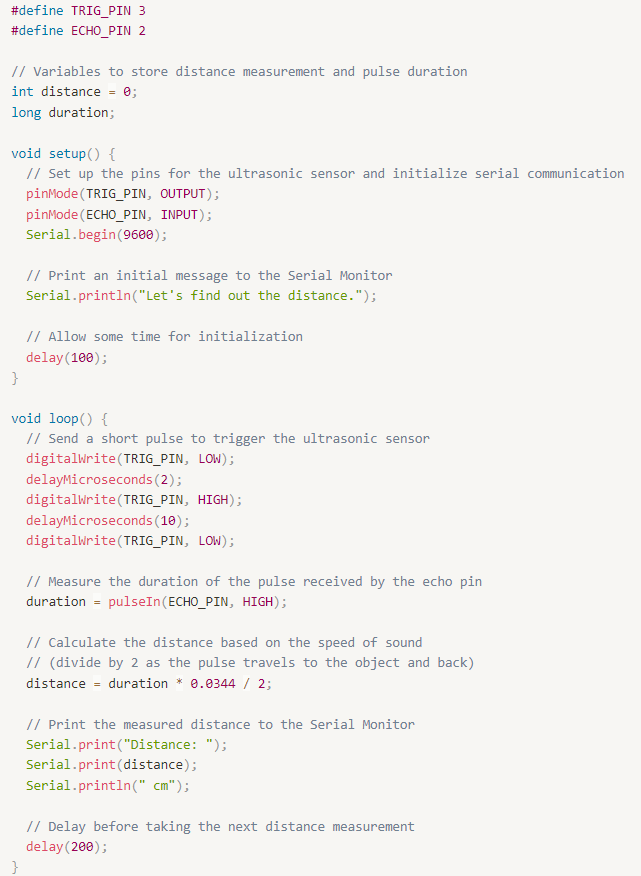 #define TRIG_PIN 3
#define ECHO_PIN 2

// Variables to store distance measurement and pulse duration
int distance = 0;
long duration;

void setup() {
  // Set up the pins for the ultrasonic sensor and initialize serial communication
  pinMode(TRIG_PIN, OUTPUT);
  pinMode(ECHO_PIN, INPUT);
  Serial.begin(9600);

  // Print an initial message to the Serial Monitor
  Serial.println("Let's find out the distance.");

  // Allow some time for initialization
  delay(100);
}

void loop() {
  // Send a short pulse to trigger the ultrasonic sensor
  digitalWrite(TRIG_PIN, LOW);
  delayMicroseconds(2);
  digitalWrite(TRIG_PIN, HIGH);
  delayMicroseconds(10);
  digitalWrite(TRIG_PIN, LOW);

  // Measure the duration of the pulse received by the echo pin
  duration = pulseIn(ECHO_PIN, HIGH);

  // Calculate the distance based on the speed of sound
  // (divide by 2 as the pulse travels to the object and back)
  distance = duration * 0.0344 / 2;

  // Print the measured distance to the Serial Monitor
  Serial.print("Distance: ");
  Serial.print(distance);
  Serial.println(" cm");

  // Delay before taking the next distance measurement
  delay(200);
}